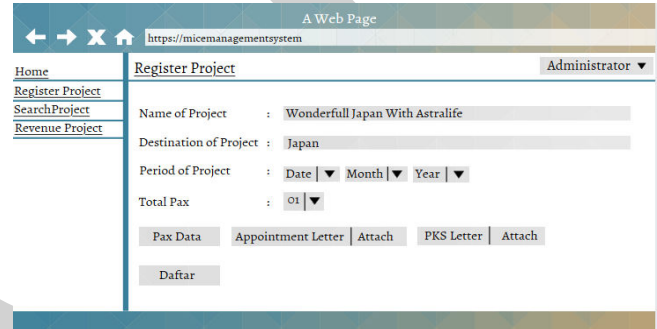 A Web Page
https://micemanagementsystem
Home
Register Project
SearchProject
Revenue Project
Register Project
Administrator ▼
Name of Project : Wonderfull Japan With Astralife
Destination of Project : Japan
Period of Project : Date | ▼ Month | ▼ Year | ▼
Total Pax : 01 | ▼
Pax Data Appointment Letter | Attach PKS Letter | Attach
Daftar